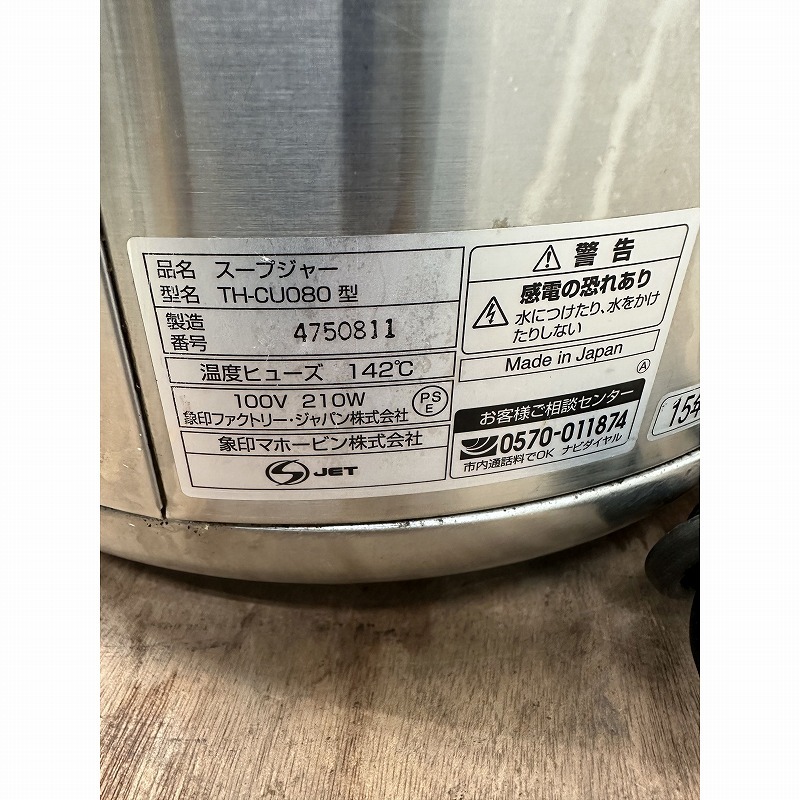 品名 スープジャー
型名 TH-CU080 型
製造番号 4750811
温度ヒューズ 142℃
100V 210W
象印ファクトリー・ジャパン株式会社
PS
E
象印マホービン株式会社
JET
警告
感電の恐れあり
水につけたり、水をかけ
たりしない
Made in Japan
A
お客様ご相談センター
0570-011874
市内通話料でOK ナビダイヤル
15年